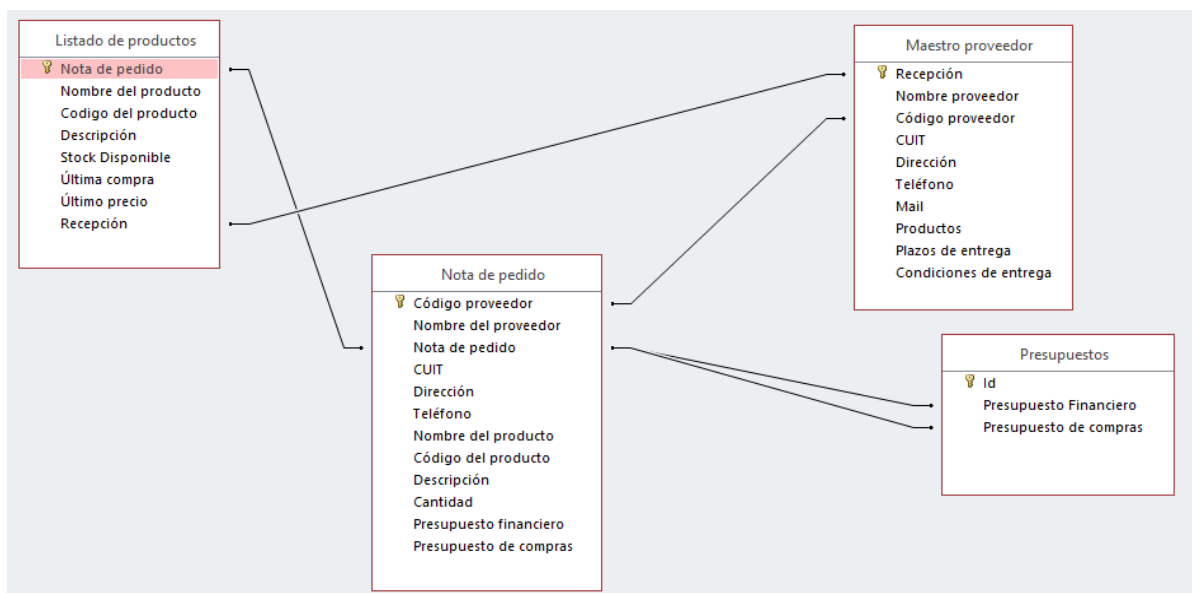 Listado de productos
Nota de pedido
Nombre del producto
Codigo del producto
Descripción
Stock Disponible
Última compra
Último precio
Recepción
Maestro proveedor
Recepción
Nombre proveedor
Código proveedor
CUIT
Dirección
Teléfono
Mail
Productos
Plazos de entrega
Condiciones de entrega
Nota de pedido
Código proveedor
Nombre del proveedor
Nota de pedido
CUIT
Dirección
Teléfono
Nombre del producto
Código del producto
Descripción
Cantidad
Presupuesto financiero
Presupuesto de compras
Presupuestos
Id
Presupuesto Financiero
Presupuesto de compras